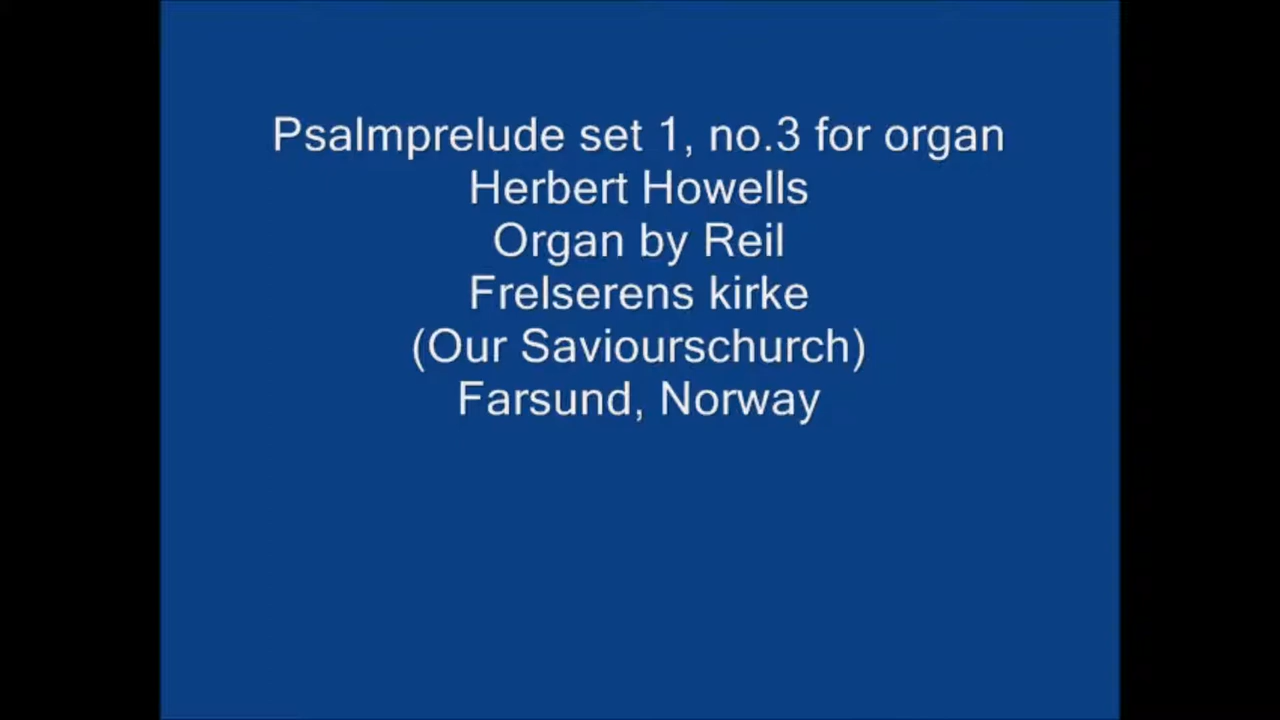 Psalmprelude set 1, no.3 for organ
Herbert Howells
Organ by Reil
Frelserens kirke
(Our Saviourschurch)
Farsund, Norway